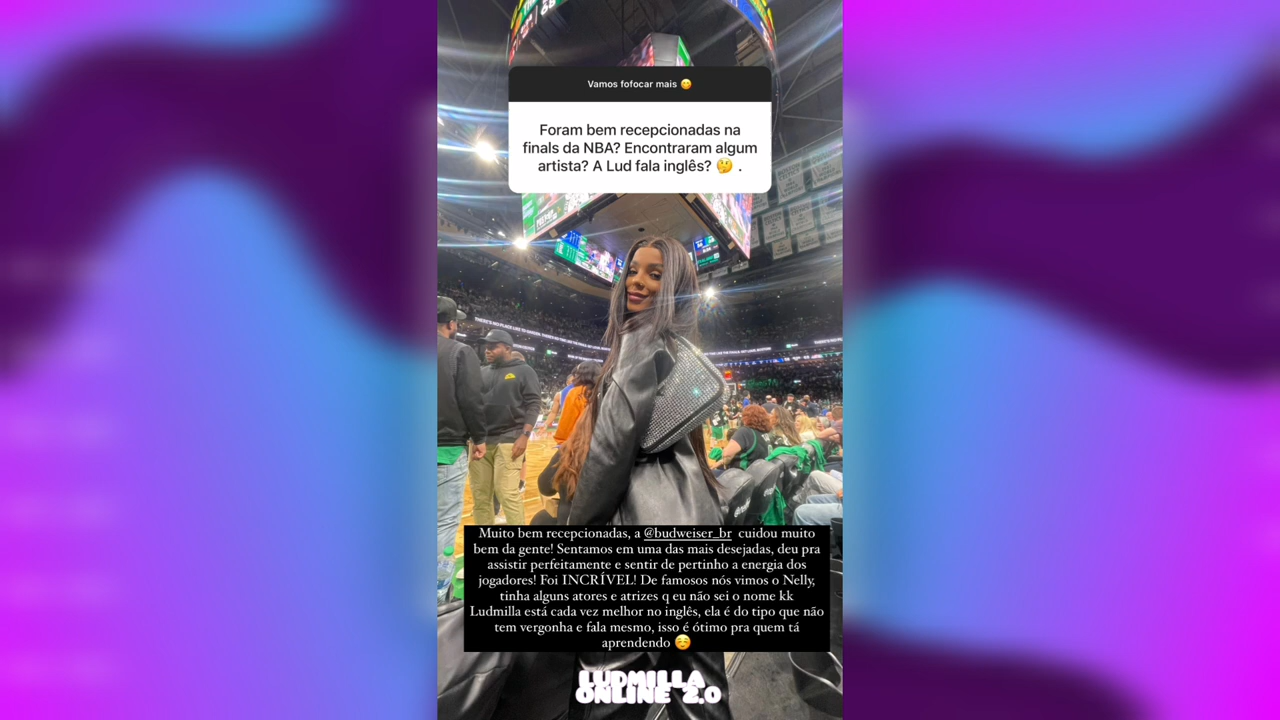 Vamos fofocar mais 😋
Foram bem recepcionadas na
finals da NBA? Encontraram algum
artista? A Lud fala inglês? 🤔 .
Muito bem recepcionadas, a @budweiser_br cuidou muito
bem da gente! Sentamos em uma das mais desejadas, deu pra
assistir perfeitamente e sentir de pertinho a energia dos
jogadores! Foi INCRÍVEL! De famosos nós vimos o Nelly,
tinha alguns atores e atrizes q eu não sei o nome kk
Ludmilla está cada vez melhor no inglês, ela é do tipo que não
tem vergonha e fala mesmo, isso é ótimo pra quem tá
aprendendo ☺️
LUDMILLA
ONLINE 2.0